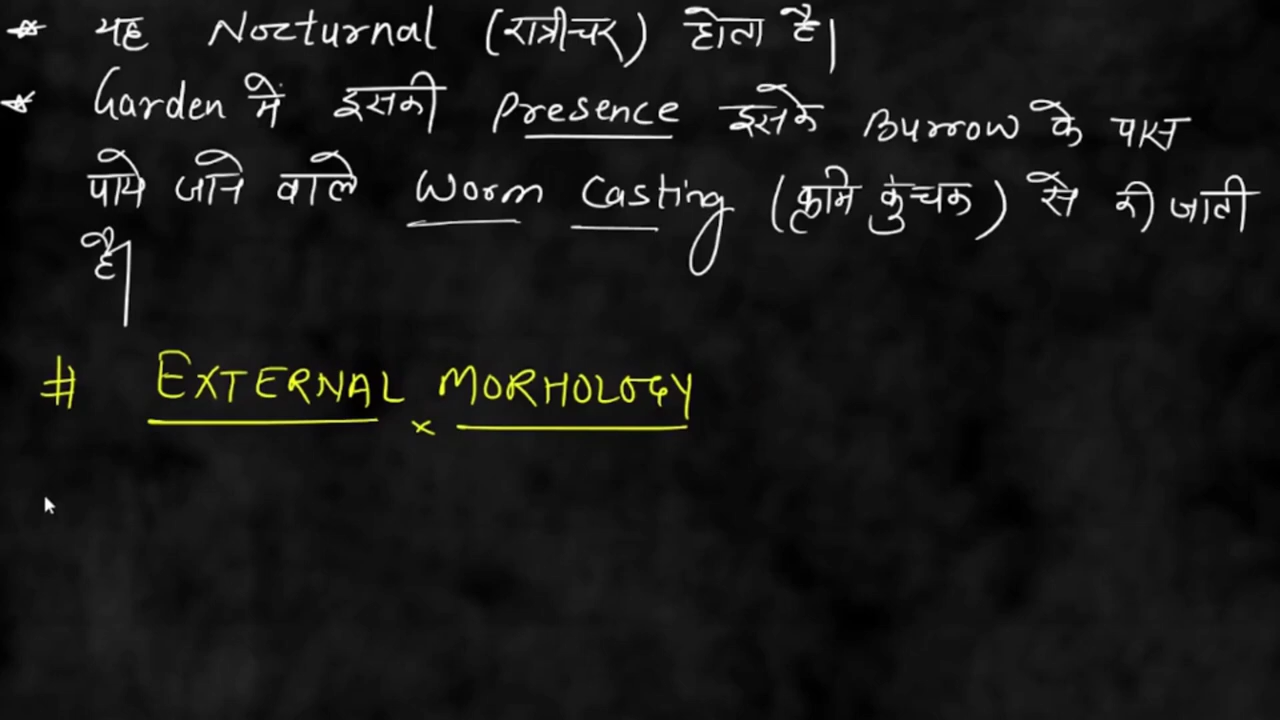 * यह Nocturnal (रात्रीचर) होता है।
* Garden में इसकी Presence इसके Burrow के पास
पाये जाने वाले Worm Casting (कृमि कुंचक) से की जाती
है।
# EXTERNAL MORHOLOGY
×